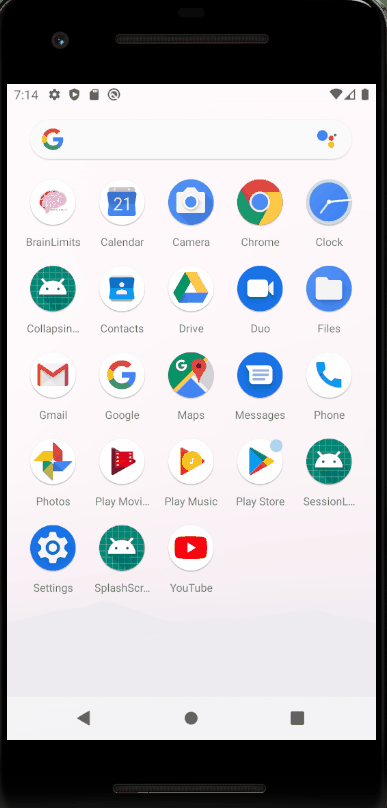 7:14
BrainLimits Calendar Camera Chrome Clock
21
Collapsin... Contacts Drive Duo Files
Gmail Google Maps Messages Phone
Photos Play Movi... Play Music Play Store SessionL...
Settings SplashScr... YouTube